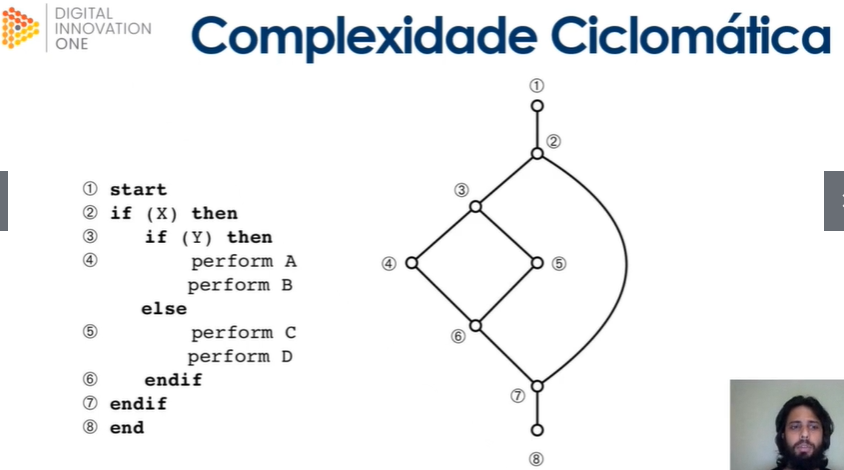 DIGITAL
INNOVATION
ONE
Complexidade Ciclomática
① start
② if (X) then
③ if (Y) then
④ perform A
perform B
else
⑤ perform C
perform D
⑥ endif
⑦ endif
⑧ end
①
②
③
④
⑤
⑥
⑦
⑧